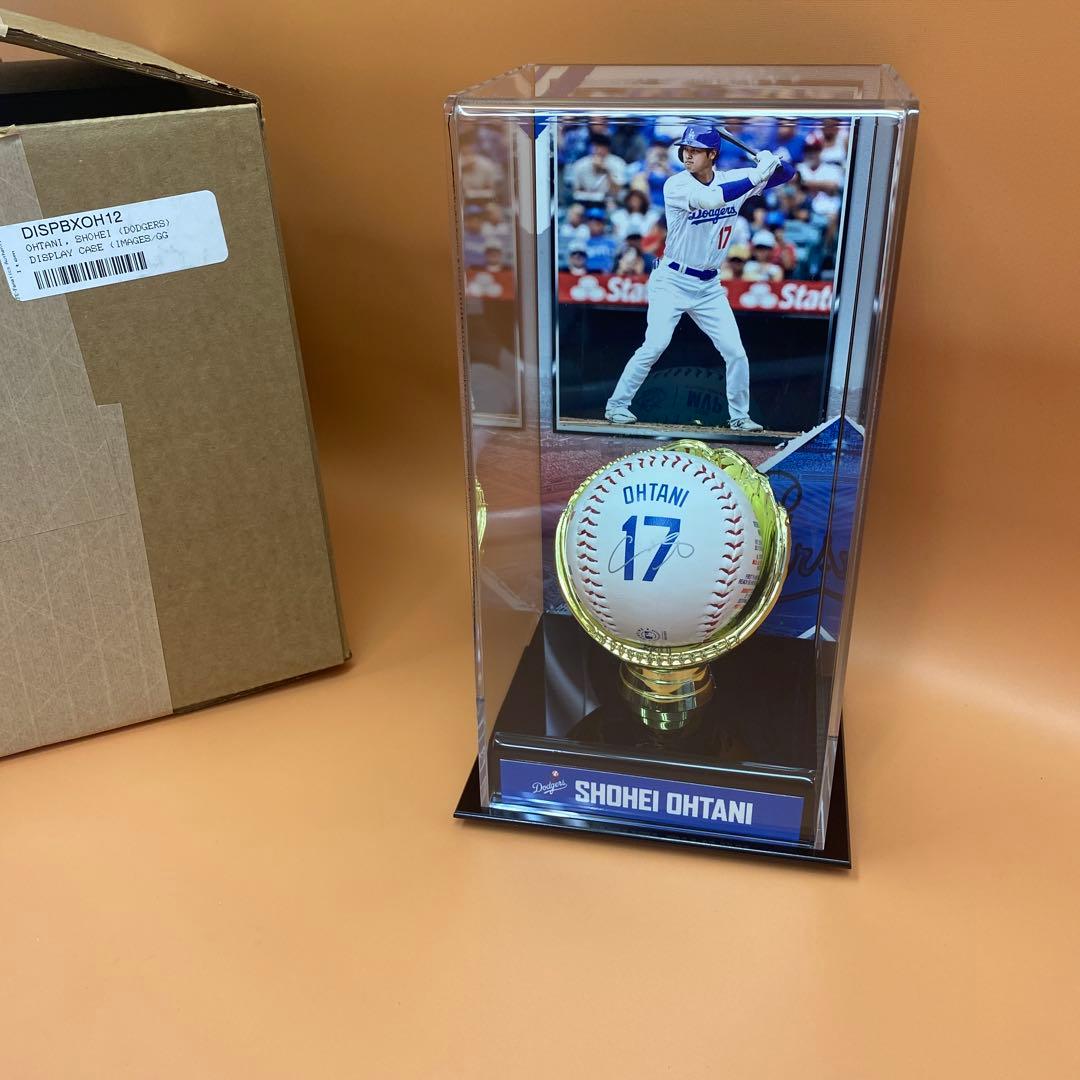 DISPBXOH12
OHTANI, SHOHEI (DODGERS)
DISPLAY CASE (IMAGES/GG
Dodgers
17
State
State
OHTANI
17
Dodgers
SHOHEI OHTANI